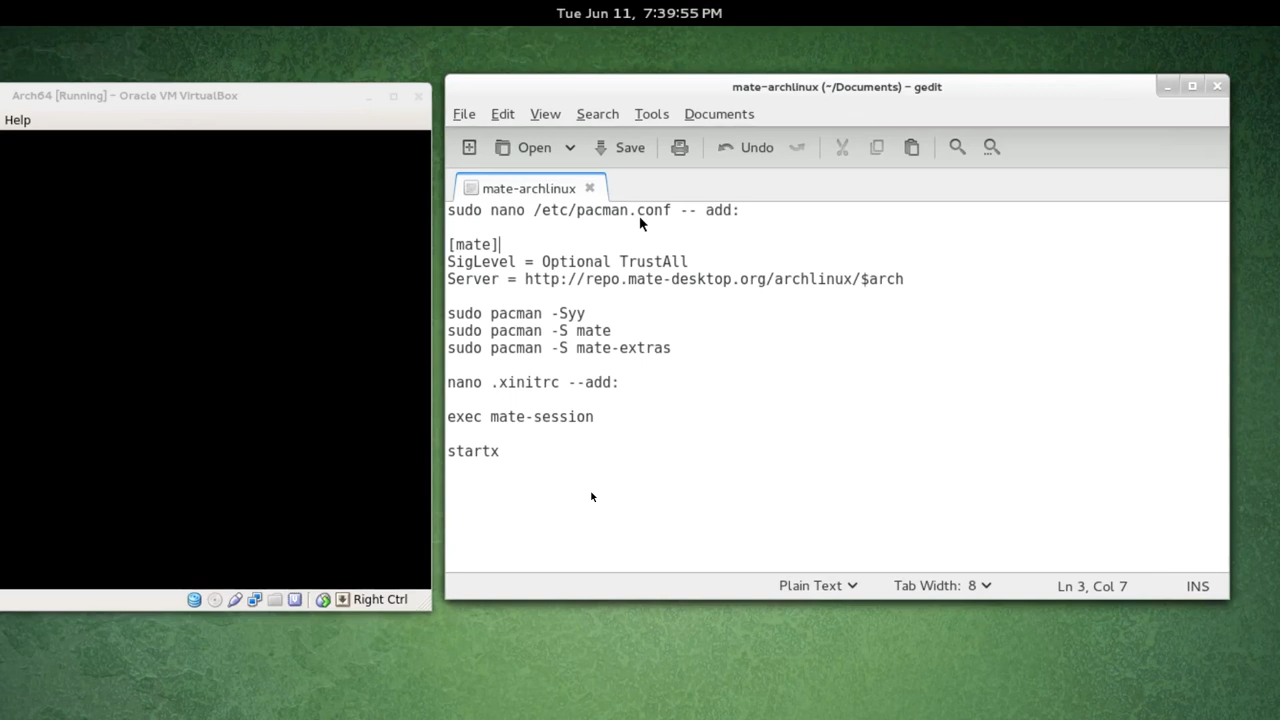 Tue Jun 11, 7:39:55 PM
Arch64 [Running] - Oracle VM VirtualBox
Help
Right Ctrl
mate-archlinux (~/Documents) - gedit
File Edit View Search Tools Documents
Open Save Undo
mate-archlinux
sudo nano /etc/pacman.conf -- add:
[mate]
SigLevel = Optional TrustAll
Server = http://repo.mate-desktop.org/archlinux/$arch
sudo pacman -Syy
sudo pacman -S mate
sudo pacman -S mate-extras
nano .xinitrc --add:
exec mate-session
startx
Plain Text Tab Width: 8 Ln 3, Col 7 INS